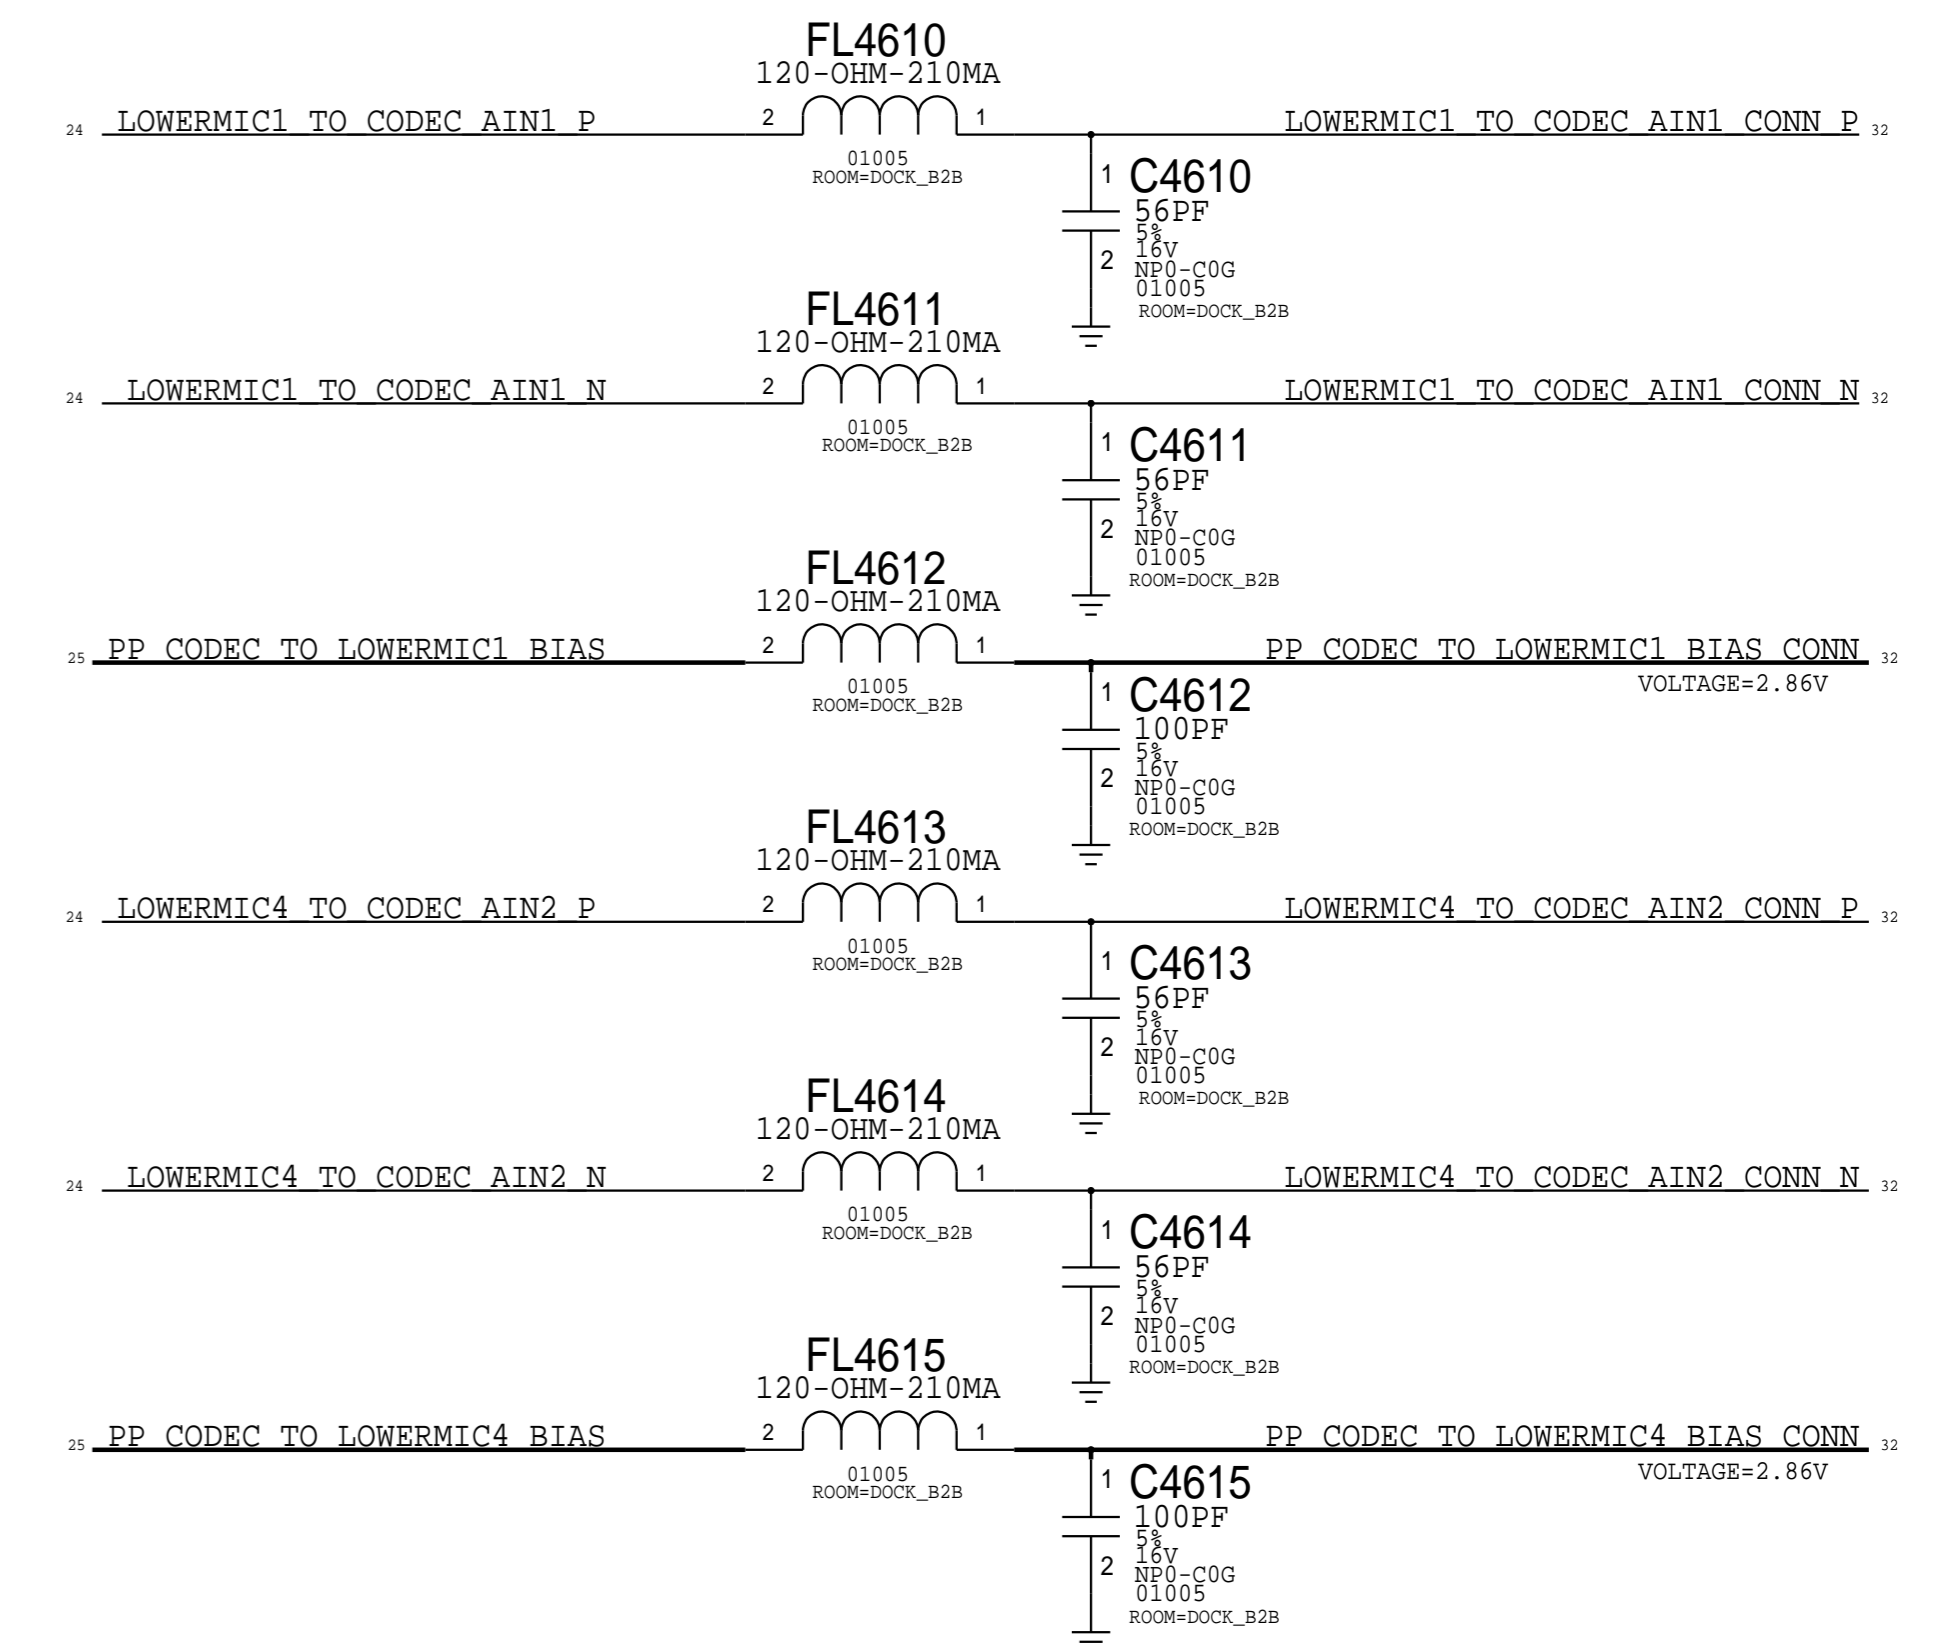 FL4610
120-OHM-210MA
24 LOWERMIC1_TO_CODEC_AIN1_P 2 1 LOWERMIC1_TO_CODEC_AIN1_CONN_P 32
01005
ROOM=DOCK_B2B
1 C4610
56PF
5%
16V
2 NP0-C0G
01005
ROOM=DOCK_B2B
FL4611
120-OHM-210MA
24 LOWERMIC1_TO_CODEC_AIN1_N 2 1 LOWERMIC1_TO_CODEC_AIN1_CONN_N 32
01005
ROOM=DOCK_B2B
1 C4611
56PF
5%
16V
2 NP0-C0G
01005
ROOM=DOCK_B2B
FL4612
120-OHM-210MA
25 PP_CODEC_TO_LOWERMIC1_BIAS 2 1 PP_CODEC_TO_LOWERMIC1_BIAS_CONN 32
VOLTAGE=2.86V
01005
ROOM=DOCK_B2B
1 C4612
100PF
5%
16V
2 NP0-C0G
01005
ROOM=DOCK_B2B
FL4613
120-OHM-210MA
24 LOWERMIC4_TO_CODEC_AIN2_P 2 1 LOWERMIC4_TO_CODEC_AIN2_CONN_P 32
01005
ROOM=DOCK_B2B
1 C4613
56PF
5%
16V
2 NP0-C0G
01005
ROOM=DOCK_B2B
FL4614
120-OHM-210MA
24 LOWERMIC4_TO_CODEC_AIN2_N 2 1 LOWERMIC4_TO_CODEC_AIN2_CONN_N 32
01005
ROOM=DOCK_B2B
1 C4614
56PF
5%
16V
2 NP0-C0G
01005
ROOM=DOCK_B2B
FL4615
120-OHM-210MA
25 PP_CODEC_TO_LOWERMIC4_BIAS 2 1 PP_CODEC_TO_LOWERMIC4_BIAS_CONN 32
VOLTAGE=2.86V
01005
ROOM=DOCK_B2B
1 C4615
100PF
5%
16V
2 NP0-C0G
01005
ROOM=DOCK_B2B